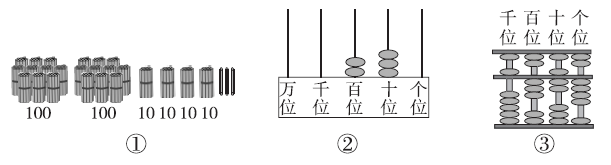 100 100 10 10 10 10
①
万位 千位 百位 十位 个位
②
千位 百位 十位 个位
③